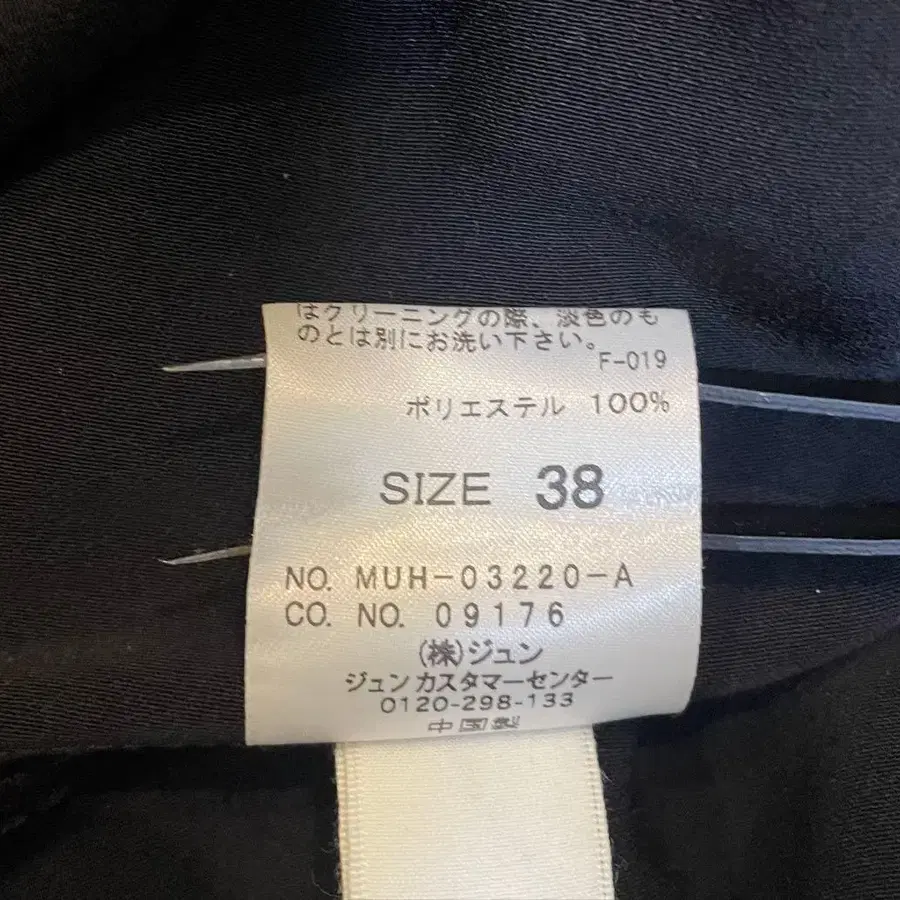 はクリーニングの際、淡色のも
のとは別にお洗い下さい。
F-019
ポリエステル 100%
SIZE 38
NO. MUH-03220-A
CO. NO. 09176
(株)ジュン
ジュンカスタマーセンター
0120-298-133
中国製